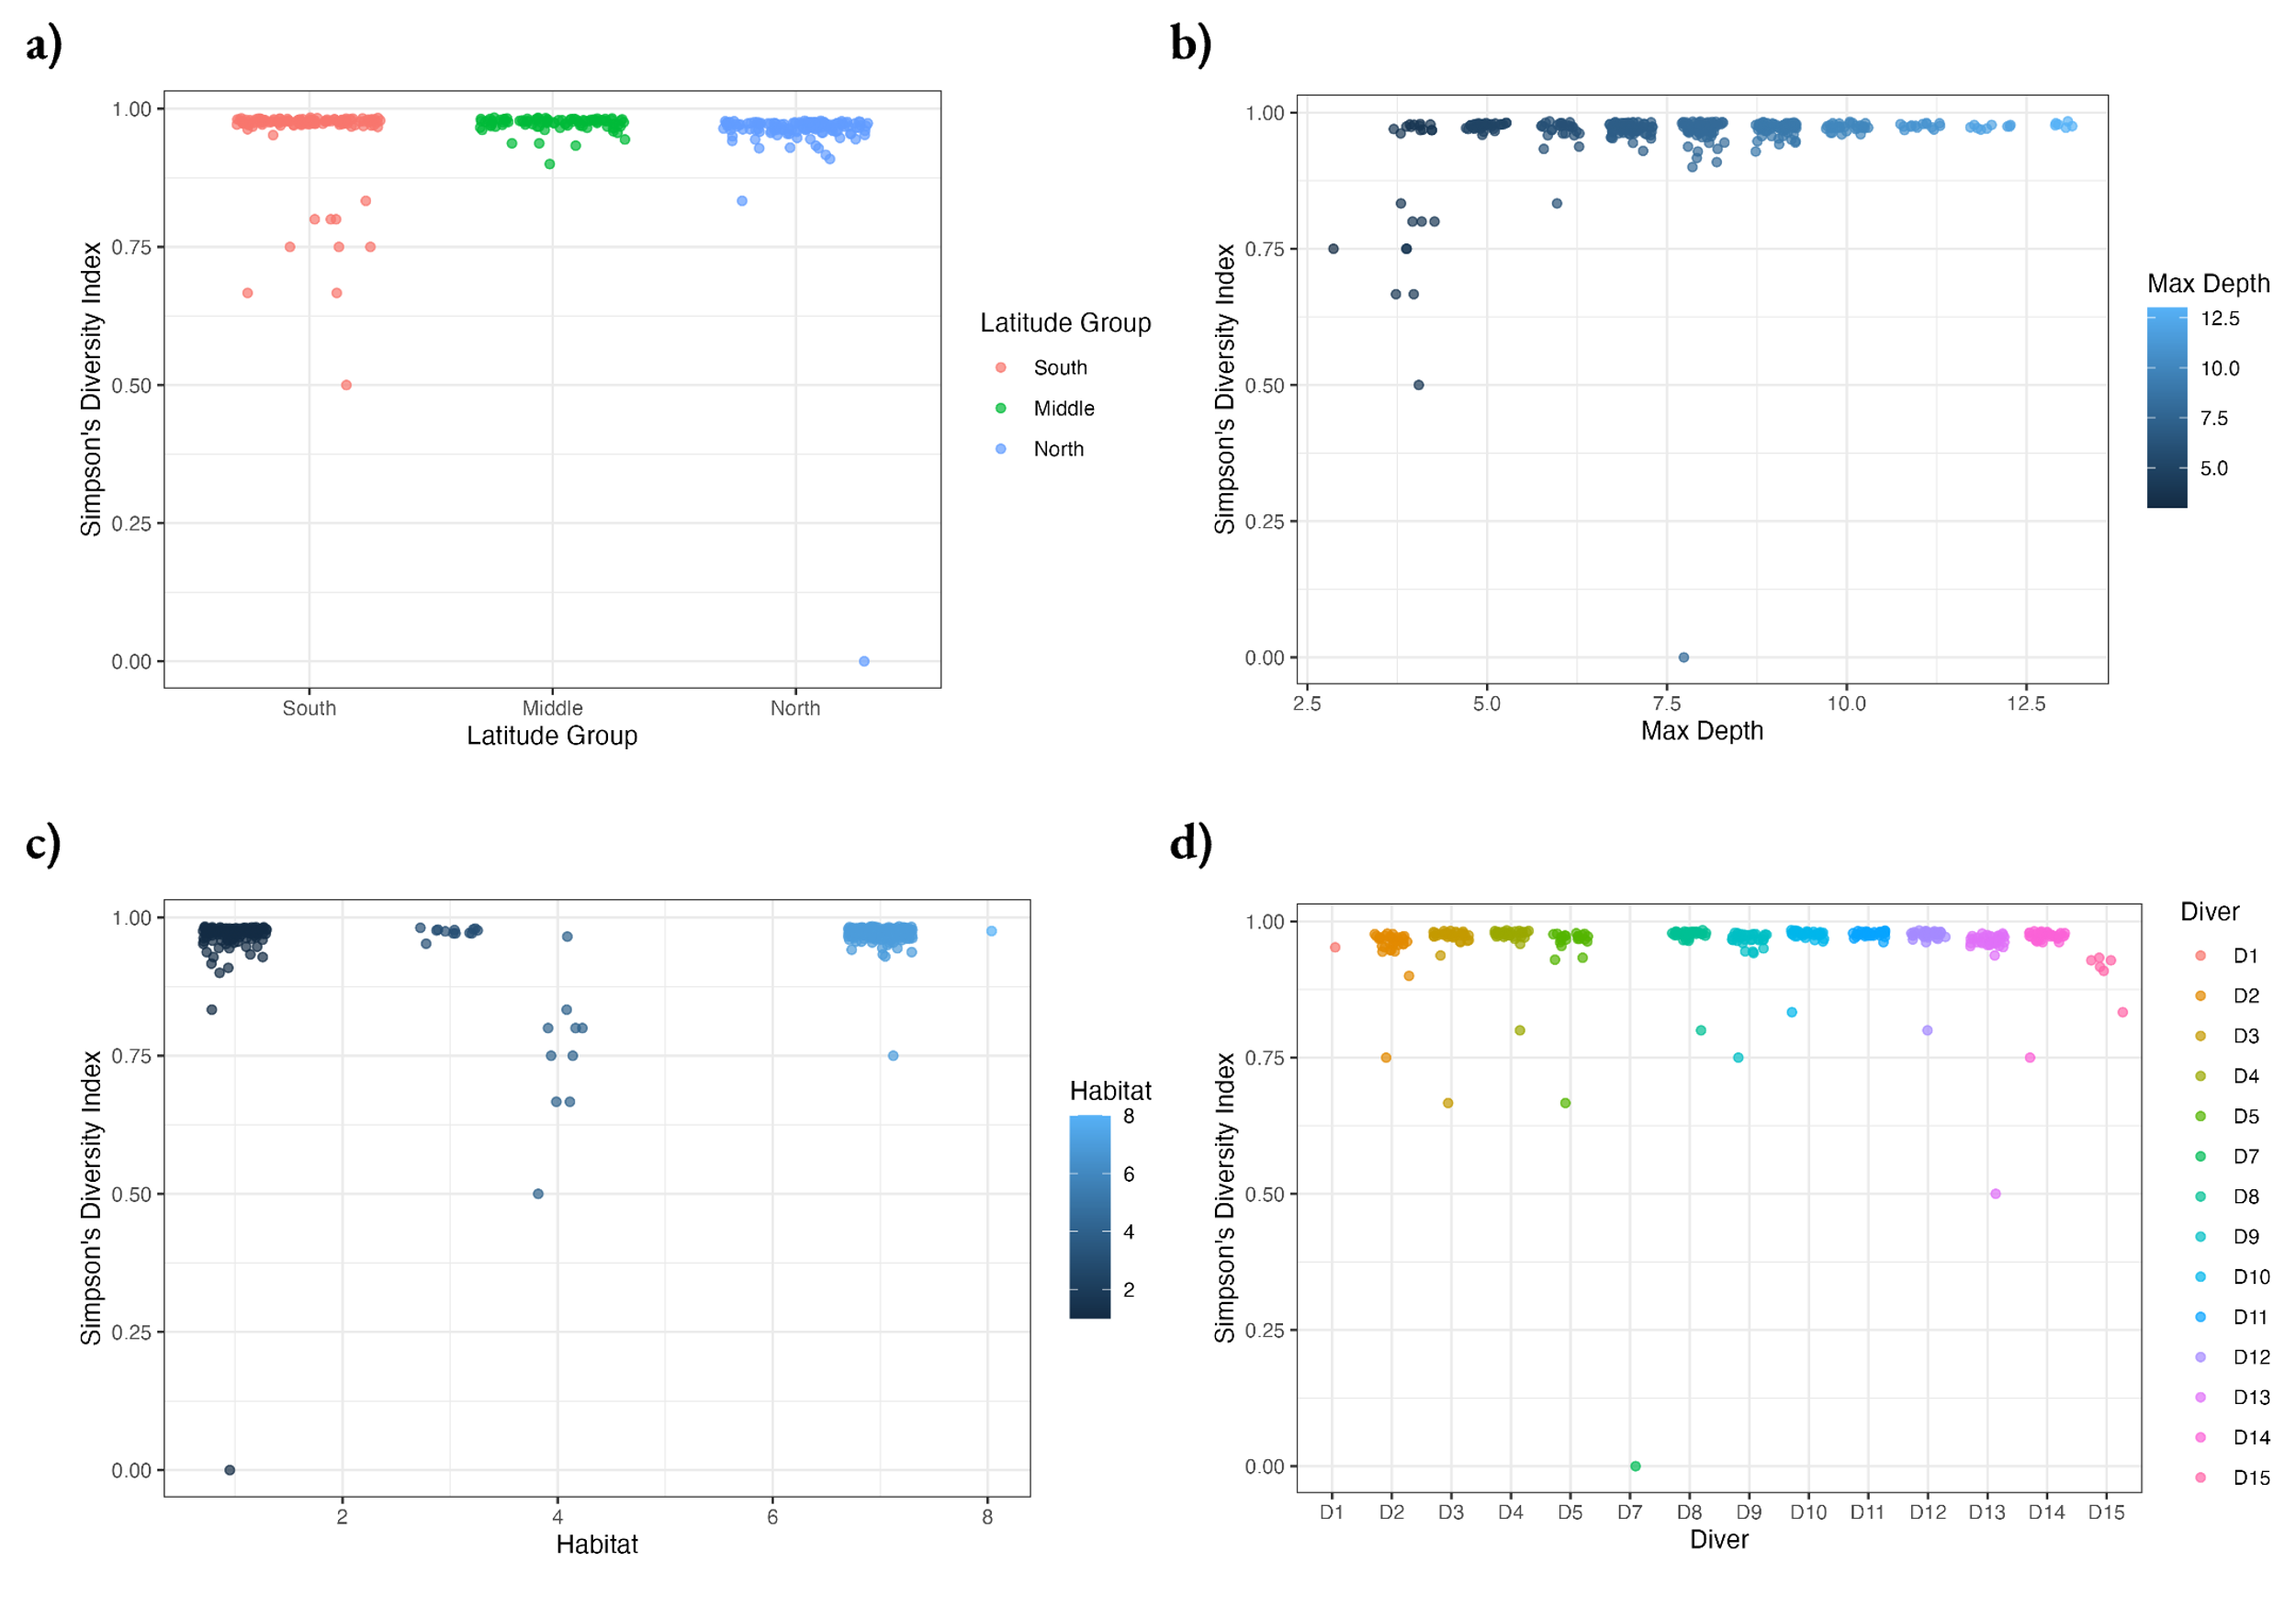 a)
1.00
0.75
0.50
0.25
0.00
Simpson's Diversity Index
South Middle North
Latitude Group
Latitude Group
South
Middle
North
b)
1.00
0.75
0.50
0.25
0.00
Simpson's Diversity Index
2.5 5.0 7.5 10.0 12.5
Max Depth
Max Depth
12.5
10.0
7.5
5.0
c)
1.00
0.75
0.50
0.25
0.00
Simpson's Diversity Index
2 4 6 8
Habitat
Habitat
8
6
4
2
d)
1.00
0.75
0.50
0.25
0.00
Simpson's Diversity Index
D1 D2 D3 D4 D5 D7 D8 D9 D10 D11 D12 D13 D14 D15
Diver
Diver
D1
D2
D3
D4
D5
D7
D8
D9
D10
D11
D12
D13
D14
D15